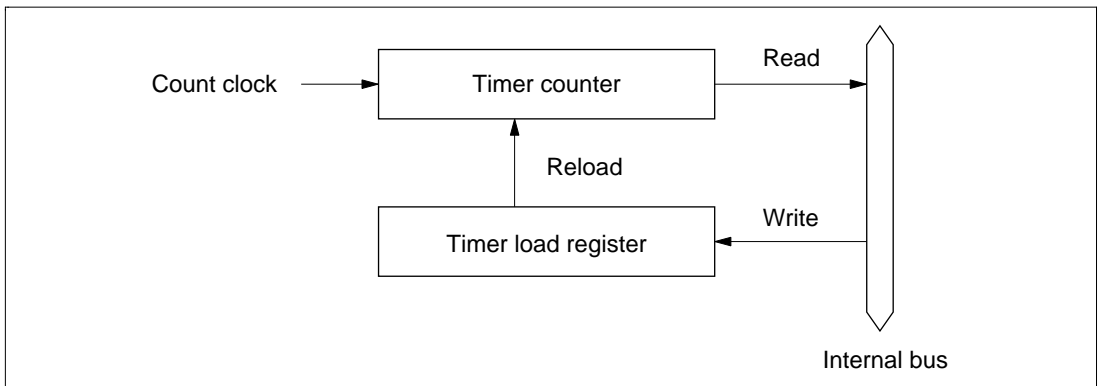 Read
Count clock
Timer counter
Reload
Write
Timer load register
Internal bus